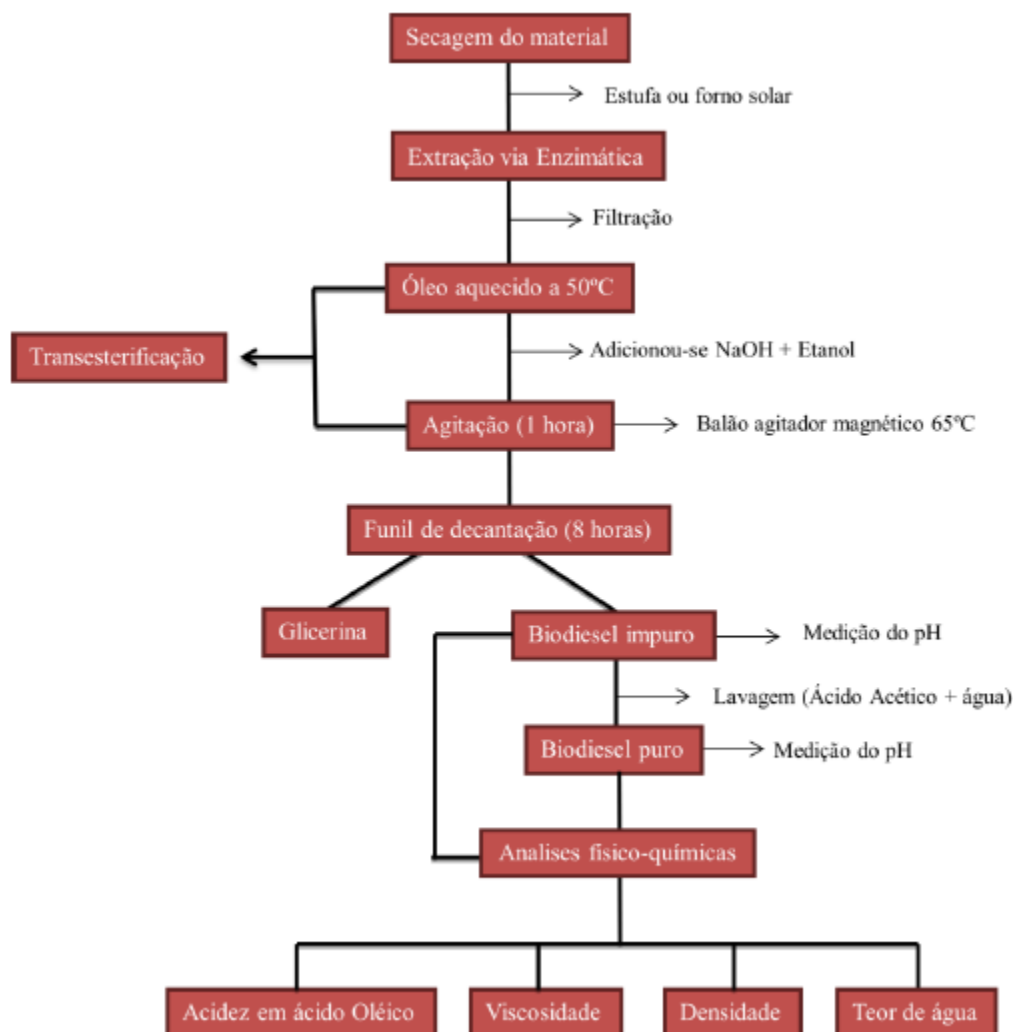 Secagem do material
Estufa ou forno solar
Extração via Enzimática
Filtração
Óleo aquecido a 50ºC
Transesterificação
Adicionou-se NaOH + Etanol
Agitação (1 hora)
Balão agitador magnético 65ºC
Funil de decantação (8 horas)
Glicerina
Biodiesel impuro
Medição do pH
Lavagem (Ácido Acético + água)
Biodiesel puro
Medição do pH
Analises físico-químicas
Acidez em ácido Oléico
Viscosidade
Densidade
Teor de água